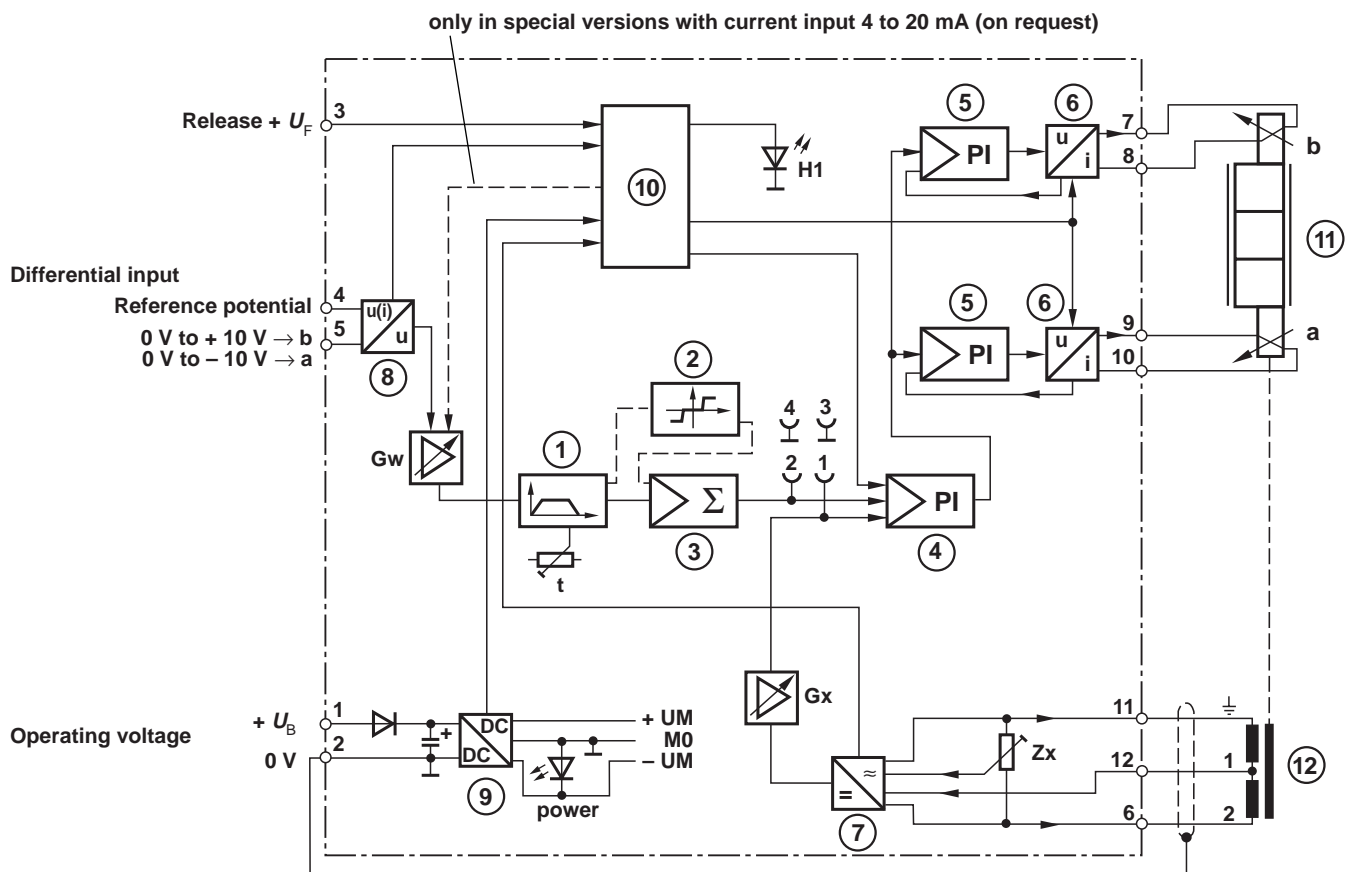 only in special versions with current input 4 to 20 mA (on request)
Release + UF
3
10
H1
5
PI
6
u
i
7
8
b
11
Differential input
Reference potential
4
0 V to + 10 V → b
5
0 V to – 10 V → a
u(i)
u
8
5
PI
6
u
i
9
10
a
Gw
1
2
t
Σ
3
4
3
2
1
PI
4
Gx
Operating voltage
+ UB
1
0 V
2
+
DC
DC
9
+ UM
M0
– UM
power
≈
=
7
Zx
11
12
6
1
2
12